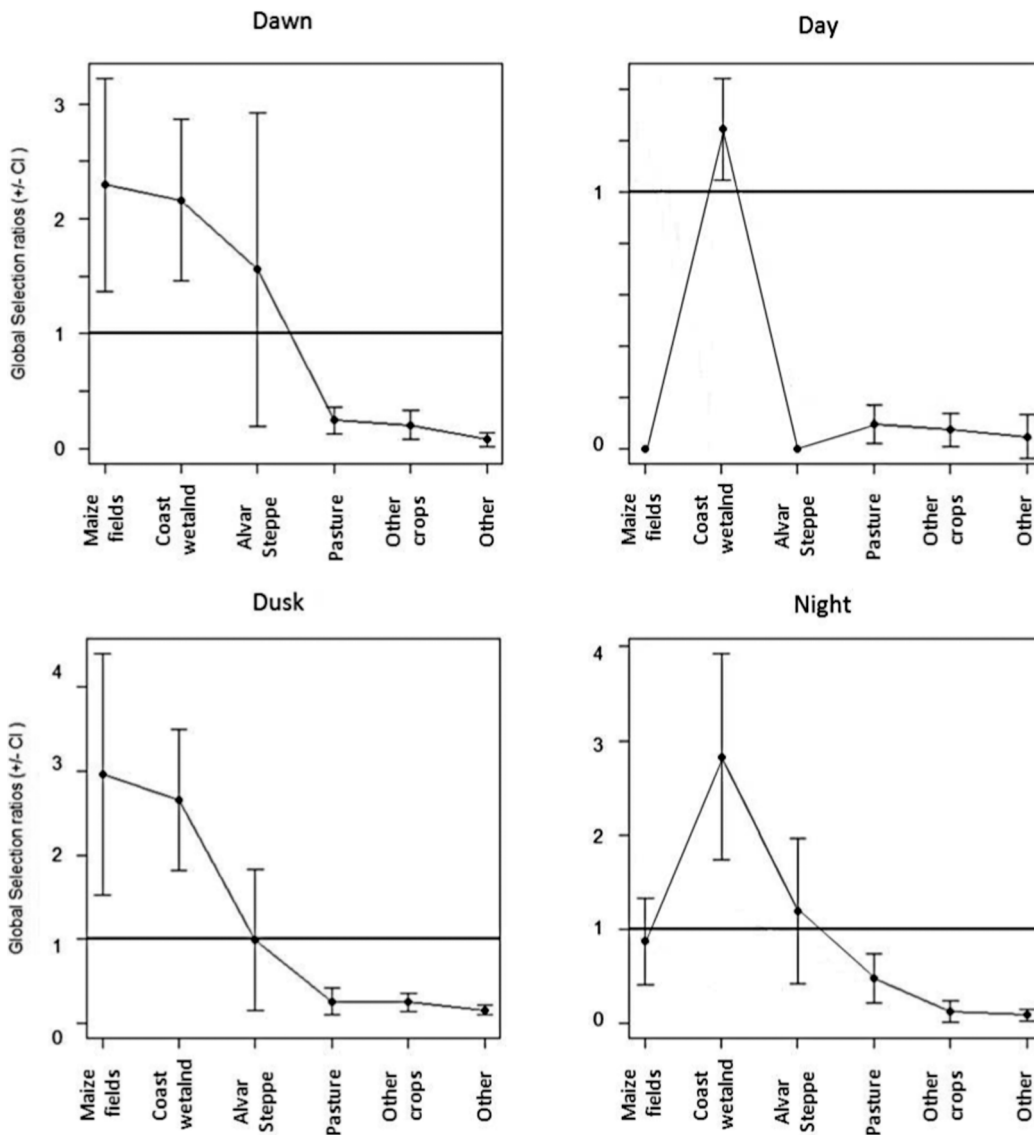 Dawn
Global Selection ratios (+/- CI )
3
2
1
0
Maize
fields
Coast
wetalnd
Alvar
Steppe
Pasture
Other
crops
Other
Day
1
0
Maize
fields
Coast
wetalnd
Alvar
Steppe
Pasture
Other
crops
Other
Dusk
Global Selection ratios (+/- CI )
4
3
2
1
0
Maize
fields
Coast
wetalnd
Alvar
Steppe
Pasture
Other
crops
Other
Night
4
3
2
1
0
Maize
fields
Coast
wetalnd
Alvar
Steppe
Pasture
Other
crops
Other